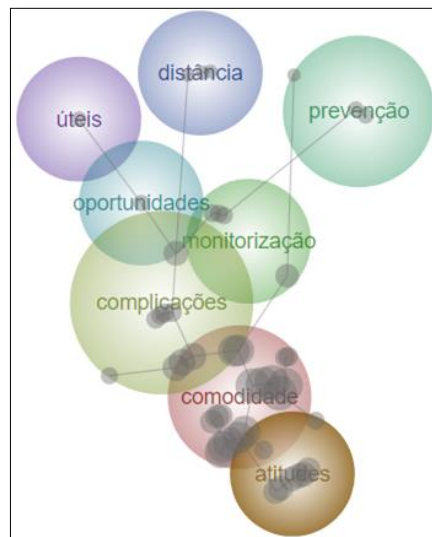 distância
prevenção
úteis
oportunidades
monitorização
complicações
comodidade
atitudes